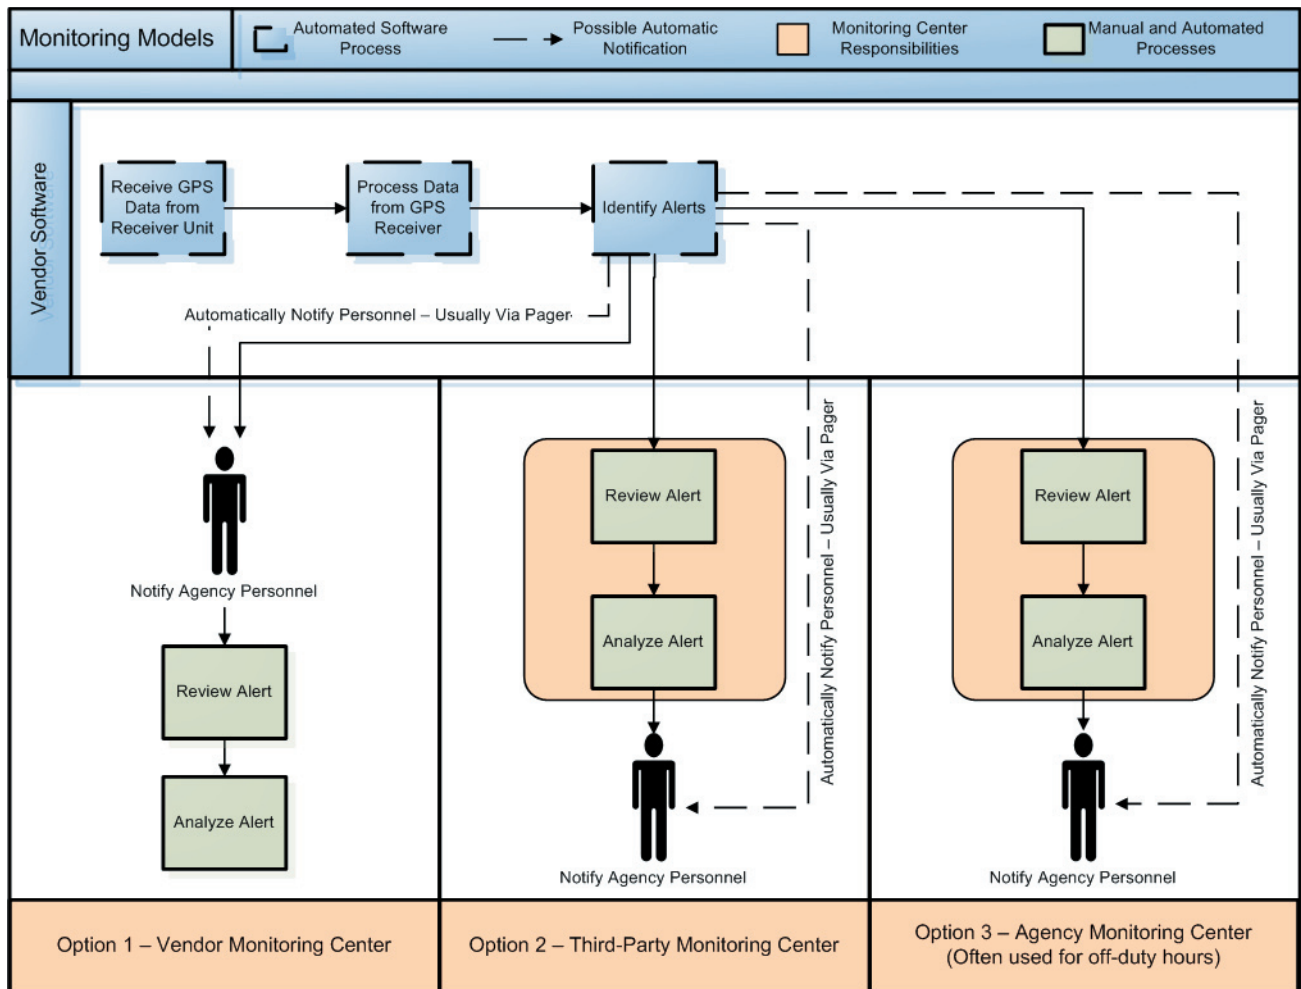 Monitoring Models
Automated Software
Process
Possible Automatic
Notification
Monitoring Center
Responsibilities
Manual and Automated
Processes
Vendor Software
Receive GPS
Data from
Receiver Unit
Process Data
from GPS
Receiver
Identify Alerts
Automatically Notify Personnel – Usually Via Pager
Notify Agency Personnel
Review Alert
Analyze Alert
Review Alert
Analyze Alert
Notify Agency Personnel
Automatically Notify Personnel – Usually Via Pager
Review Alert
Analyze Alert
Notify Agency Personnel
Automatically Notify Personnel – Usually Via Pager
Option 1 – Vendor Monitoring Center
Option 2 – Third-Party Monitoring Center
Option 3 – Agency Monitoring Center
(Often used for off-duty hours)